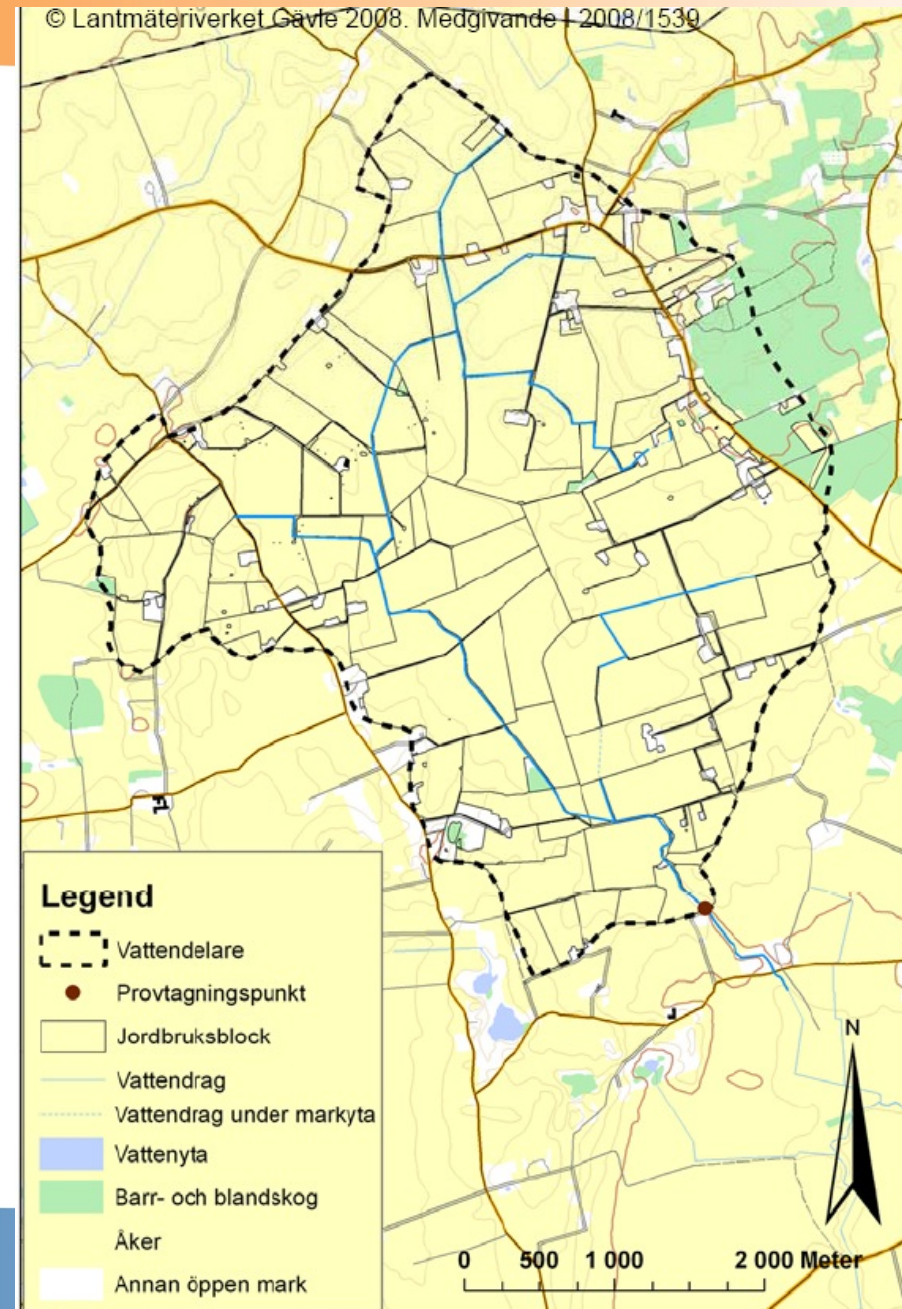 © Lantmäteriverket Gävle 2008. Medgivande I 2008/1539
Legend
Vattendelare
Provtagningspunkt
Jordbruksblock
Vattendrag
Vattendrag under markyta
Vattenyta
Barr- och blandskog
Åker
Annan öppen mark
N
0 500 1 000 2 000 Meter